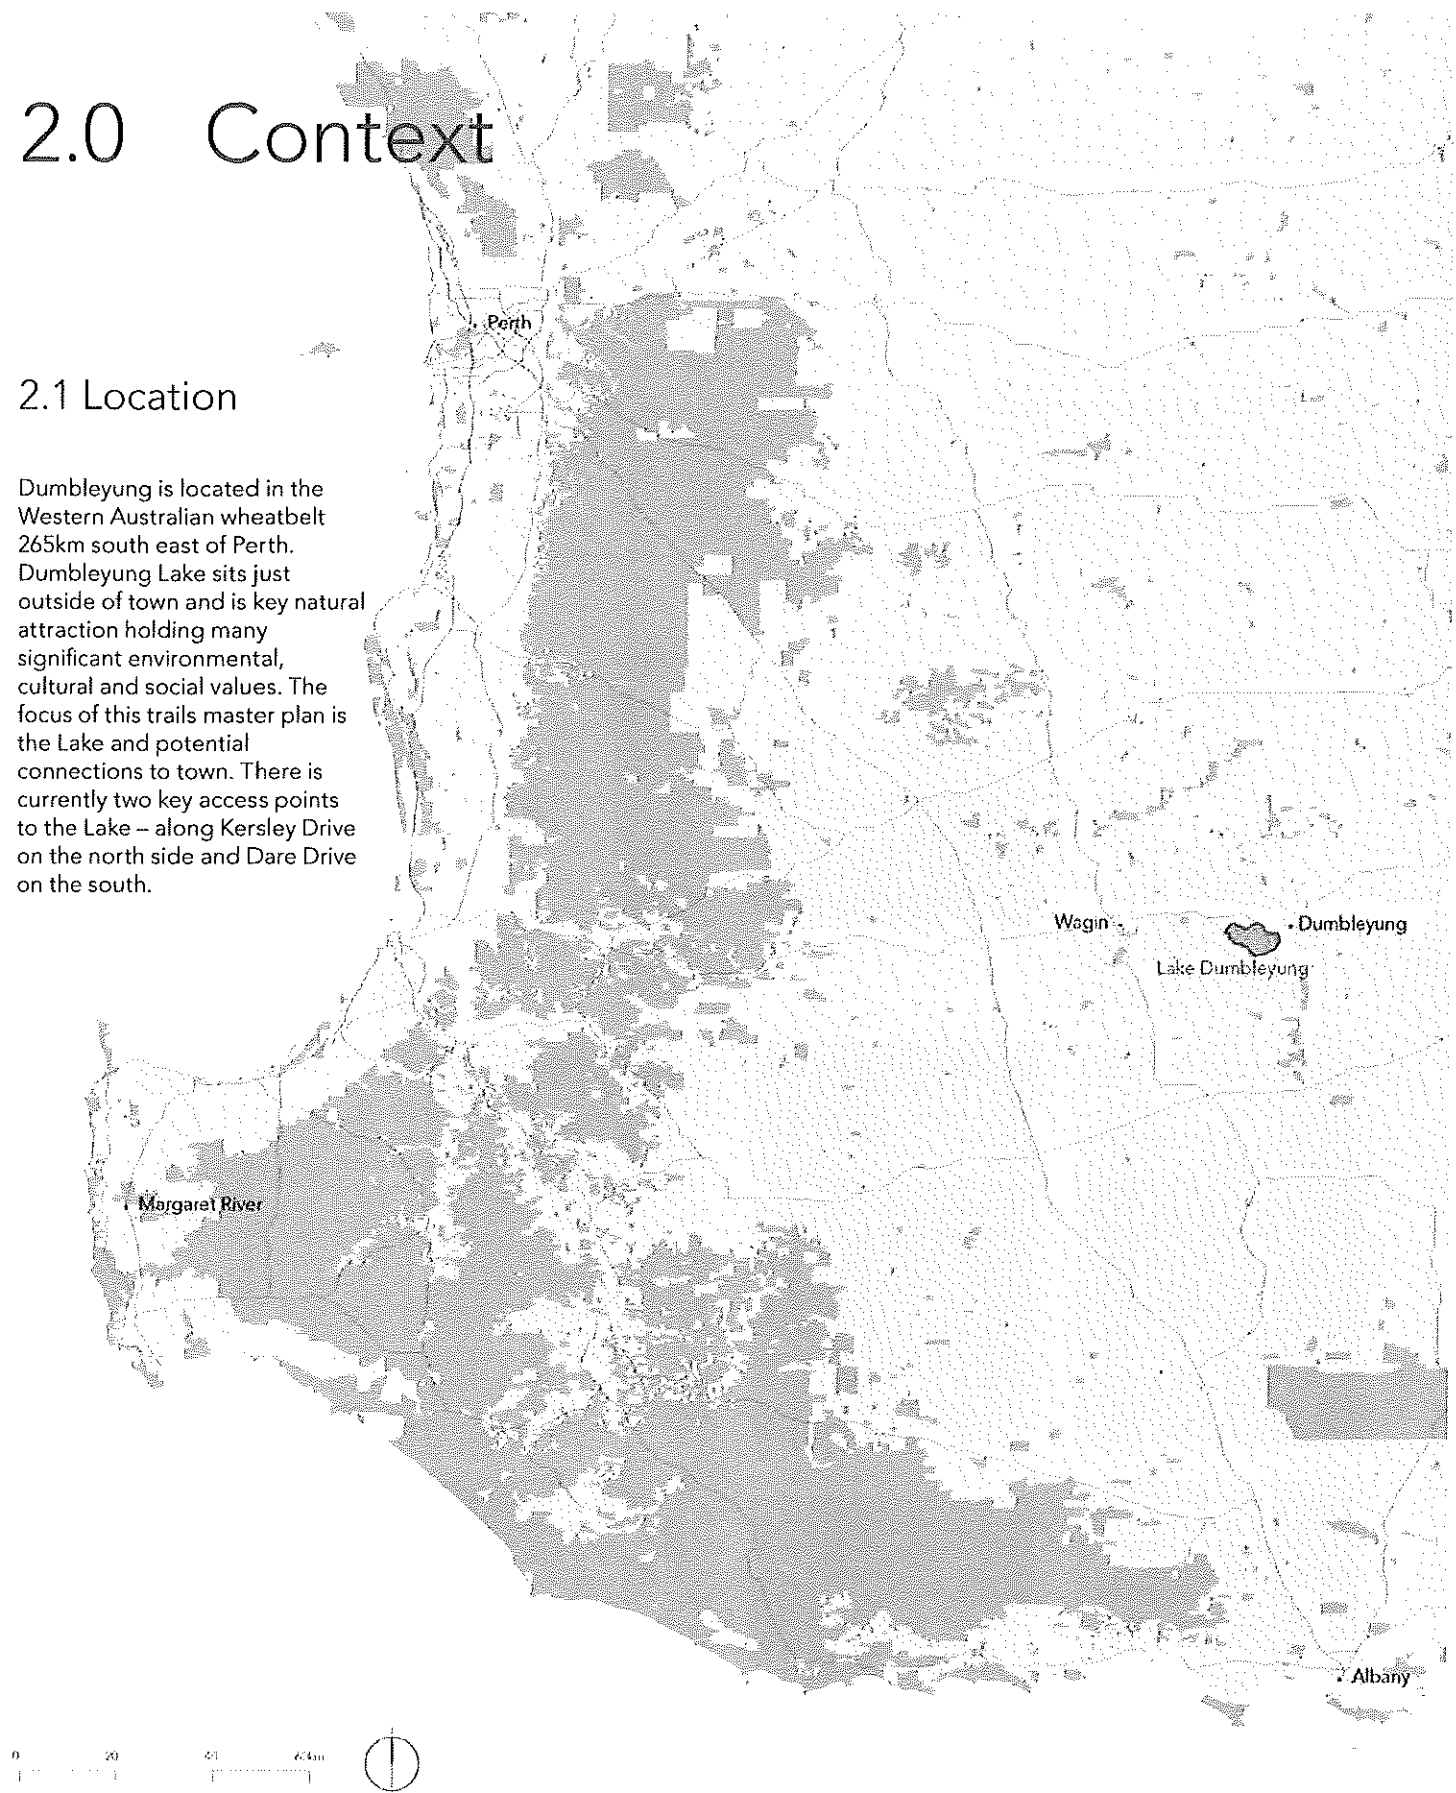 2.0 Context
Perth
2.1 Location
Dumbleyung is located in the
Western Australian wheatbelt
265km south east of Perth.
Dumbleyung Lake sits just
outside of town and is key natural
attraction holding many
significant environmental,
cultural and social values. The
focus of this trails master plan is
the Lake and potential
connections to town. There is
currently two key access points
to the Lake – along Kersley Drive
on the north side and Dare Drive
on the south.
Wagin
Dumbleyung
Lake Dumbleyung
Margaret River
Albany
0 20